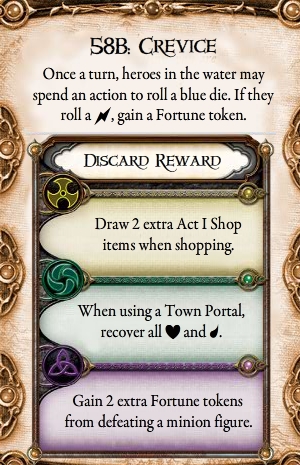 58B: Crevice
Once a turn, heroes in the water may
spend an action to roll a blue die. If they
roll a , gain a Fortune token.
Discard Reward
Draw 2 extra Act I Shop
items when shopping.
When using a Town Portal,
recover all and .
Gain 2 extra Fortune tokens
from defeating a minion figure.